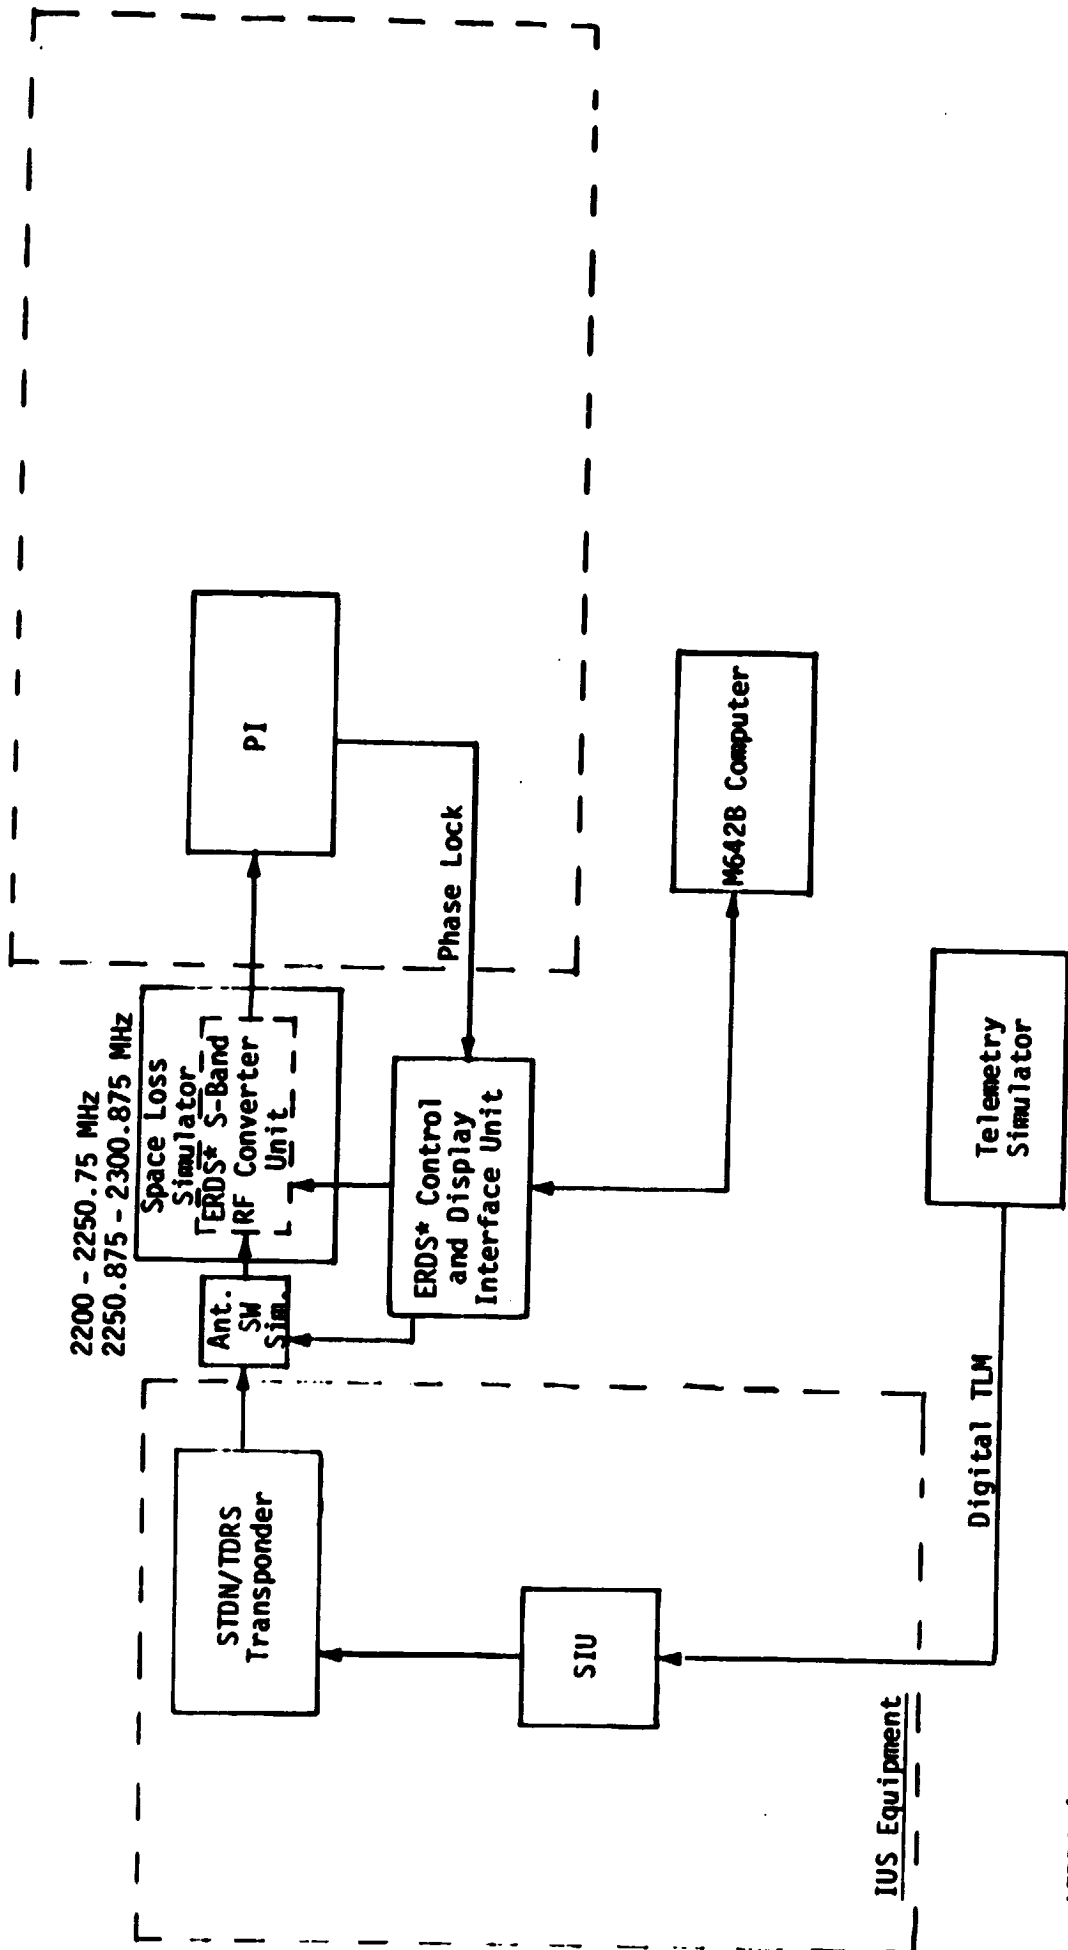 2200 - 2250.75 MHz
2250.875 - 2300.875 MHz
STDN/TDRS
Transponder
Ant.
SW
Sim.
Space Loss
Simulator
ERDS* S-Band
RF Converter
Unit
PI
Phase Lock
ERDS* Control
and Display
Interface Unit
SIU
M642B Computer
IUS Equipment
Digital TLM
Telemetry
Simulator